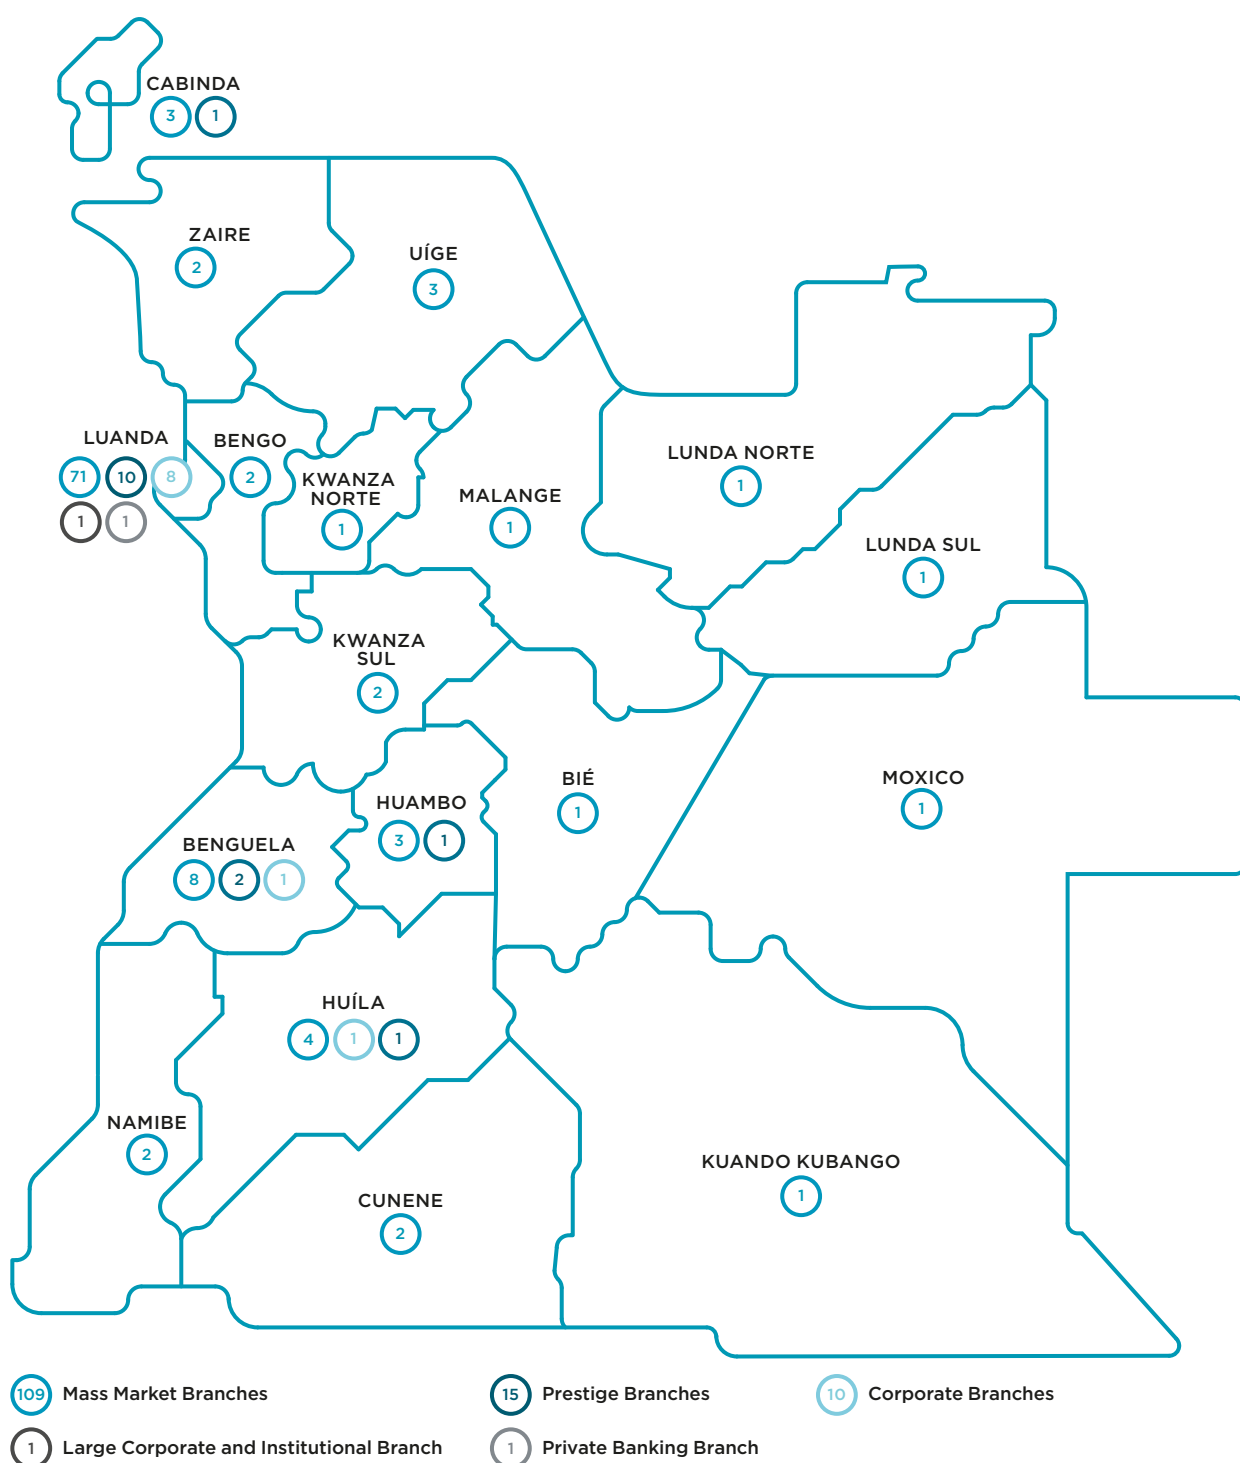 CABINDA
3 1
ZAIRE
2
UÍGE
3
LUANDA
71 10 8
1 1
BENGO
2
KWANZA
NORTE
1
MALANGE
1
LUNDA NORTE
1
LUNDA SUL
1
KWANZA
SUL
2
BENGUELA
8 2 1
HUAMBO
3 1
BIÉ
1
MOXICO
1
HUÍLA
4 1 1
NAMIBE
2
CUNENE
2
KUANDO KUBANGO
1
109 Mass Market Branches
15 Prestige Branches
10 Corporate Branches
1 Large Corporate and Institutional Branch
1 Private Banking Branch